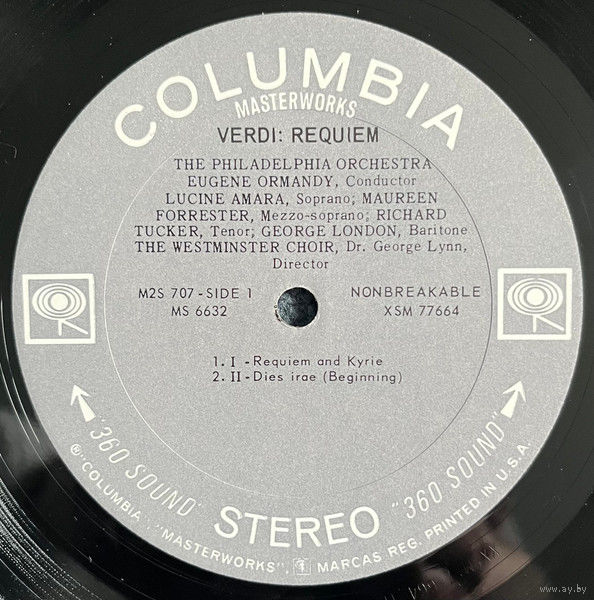 COLUMBIA
MASTERWORKS
VERDI: REQUIEM
THE PHILADELPHIA ORCHESTRA
EUGENE ORMANDY, Conductor
LUCINE AMARA, Soprano; MAUREEN
FORRESTER, Mezzo-soprano; RICHARD
TUCKER, Tenor; GEORGE LONDON, Baritone
THE WESTMINSTER CHOIR, Dr. George Lynn,
Director
M2S 707 - SIDE 1
MS 6632
NONBREAKABLE
XSM 77664
1. I - Requiem and Kyrie
2. II - Dies irae (Beginning)
"360 SOUND" STEREO "360 SOUND"
Ⓡ "COLUMBIA", "MASTERWORKS", MARCAS REG. PRINTED IN U.S.A.
www.ay.by